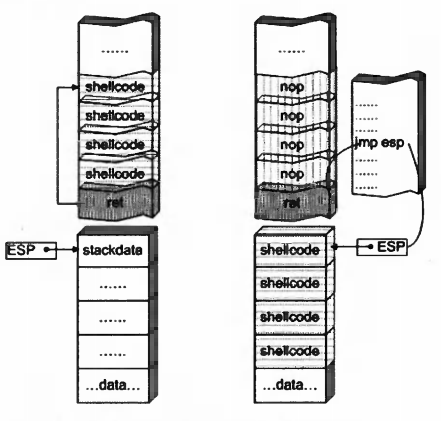 ......
shellcode
shellcode
shellcode
shellcode
ret
ESP
stackdata
......
......
......
...data...
......
nop
nop
nop
nop
ret
......
......
jmp esp
......
......
......
shellcode
ESP
shellcode
shellcode
shellcode
...data...